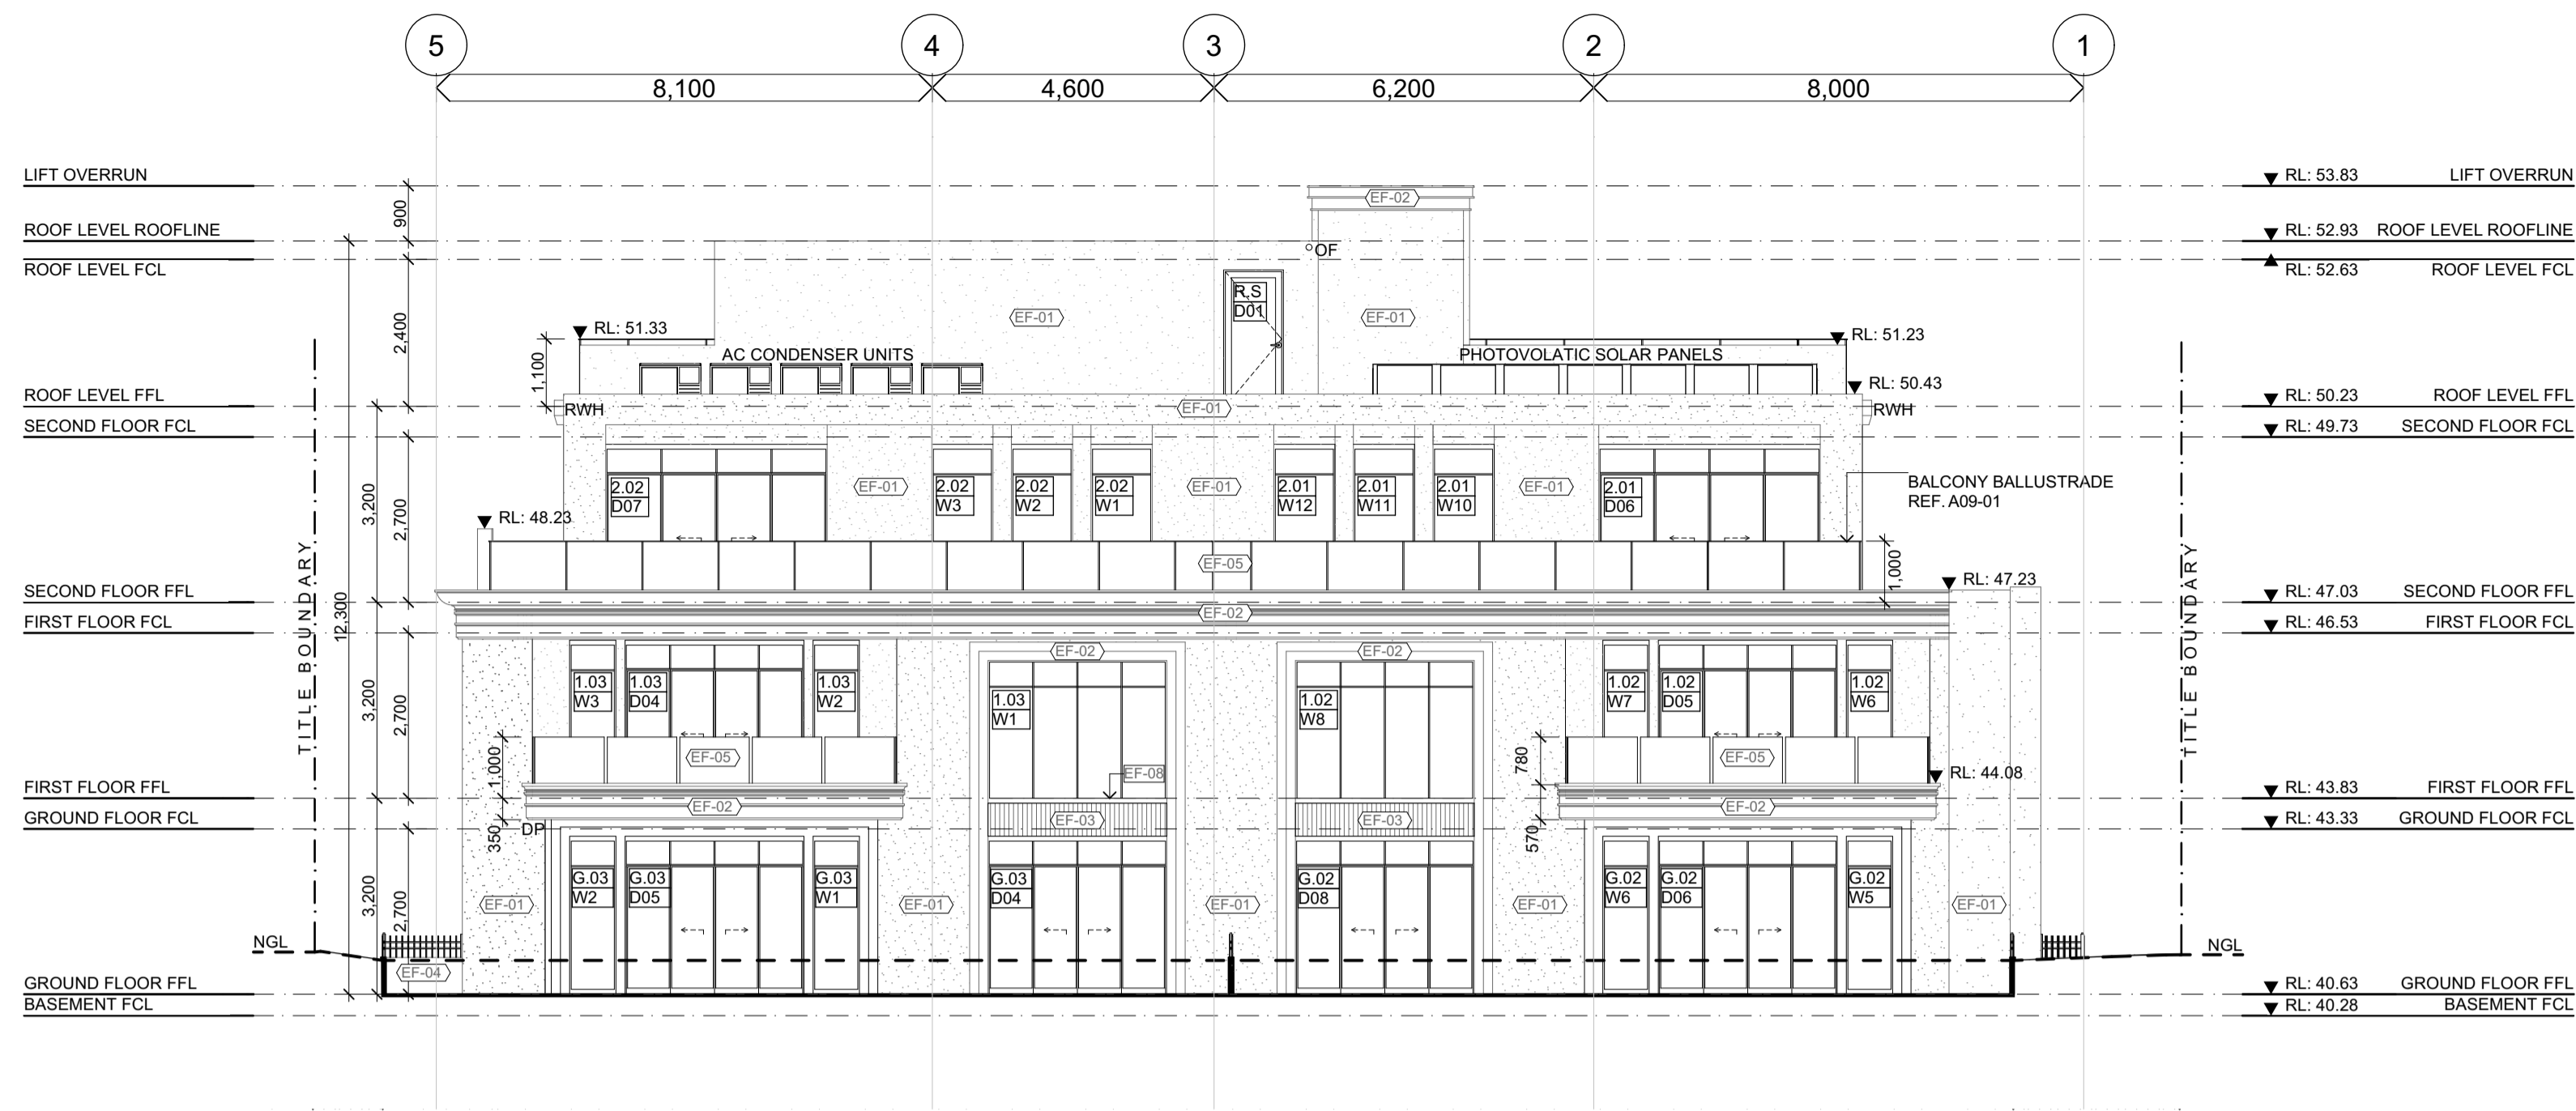 5 4 3 2 1
8,100 4,600 6,200 8,000
LIFT OVERRUN RL: 53.83 LIFT OVERRUN
EF-02
900
ROOF LEVEL ROOFLINE RL: 52.93 ROOF LEVEL ROOFLINE
OF
ROOF LEVEL FCL RL: 52.63 ROOF LEVEL FCL
R.S
D01
EF-01 EF-01
2,400
RL: 51.33 RL: 51.23
AC CONDENSER UNITS PHOTOVOLATIC SOLAR PANELS
1,100
RL: 50.43
ROOF LEVEL FFL RL: 50.23 ROOF LEVEL FFL
RWH EF-01 RWH
SECOND FLOOR FCL RL: 49.73 SECOND FLOOR FCL
2.02 EF-01 2.02 2.02 2.02 EF-01 2.01 2.01 2.01 EF-01 2.01
D07 W3 W2 W1 W12 W11 W10 D06
BALCONY BALLUSTRADE
REF. A09-01
3,200 2,700
RL: 48.23
EF-05
1,000
RL: 47.23
SECOND FLOOR FFL RL: 47.03 SECOND FLOOR FFL
EF-02
FIRST FLOOR FCL RL: 46.53 FIRST FLOOR FCL
12,300
TITLE BOUNDARY TITLE BOUNDARY
EF-02 EF-02
1.03 1.03 1.03 1.03 1.02 1.02 1.02 1.02
W3 D04 W2 W1 W8 W7 D05 W6
3,200 2,700
EF-05 EF-05
1,000 780
EF-08
RL: 44.08
FIRST FLOOR FFL RL: 43.83 FIRST FLOOR FFL
EF-02 EF-02
GROUND FLOOR FCL RL: 43.33 GROUND FLOOR FCL
EF-03 EF-03
350 DP 570
G.03 G.03 G.03 G.03 G.02 G.02 G.02 G.02
W2 D05 W1 D04 D08 W6 D06 W5
3,200 2,700
EF-01 EF-01 EF-01 EF-01 EF-01
NGL NGL
EF-04
GROUND FLOOR FFL RL: 40.63 GROUND FLOOR FFL
BASEMENT FCL RL: 40.28 BASEMENT FCL